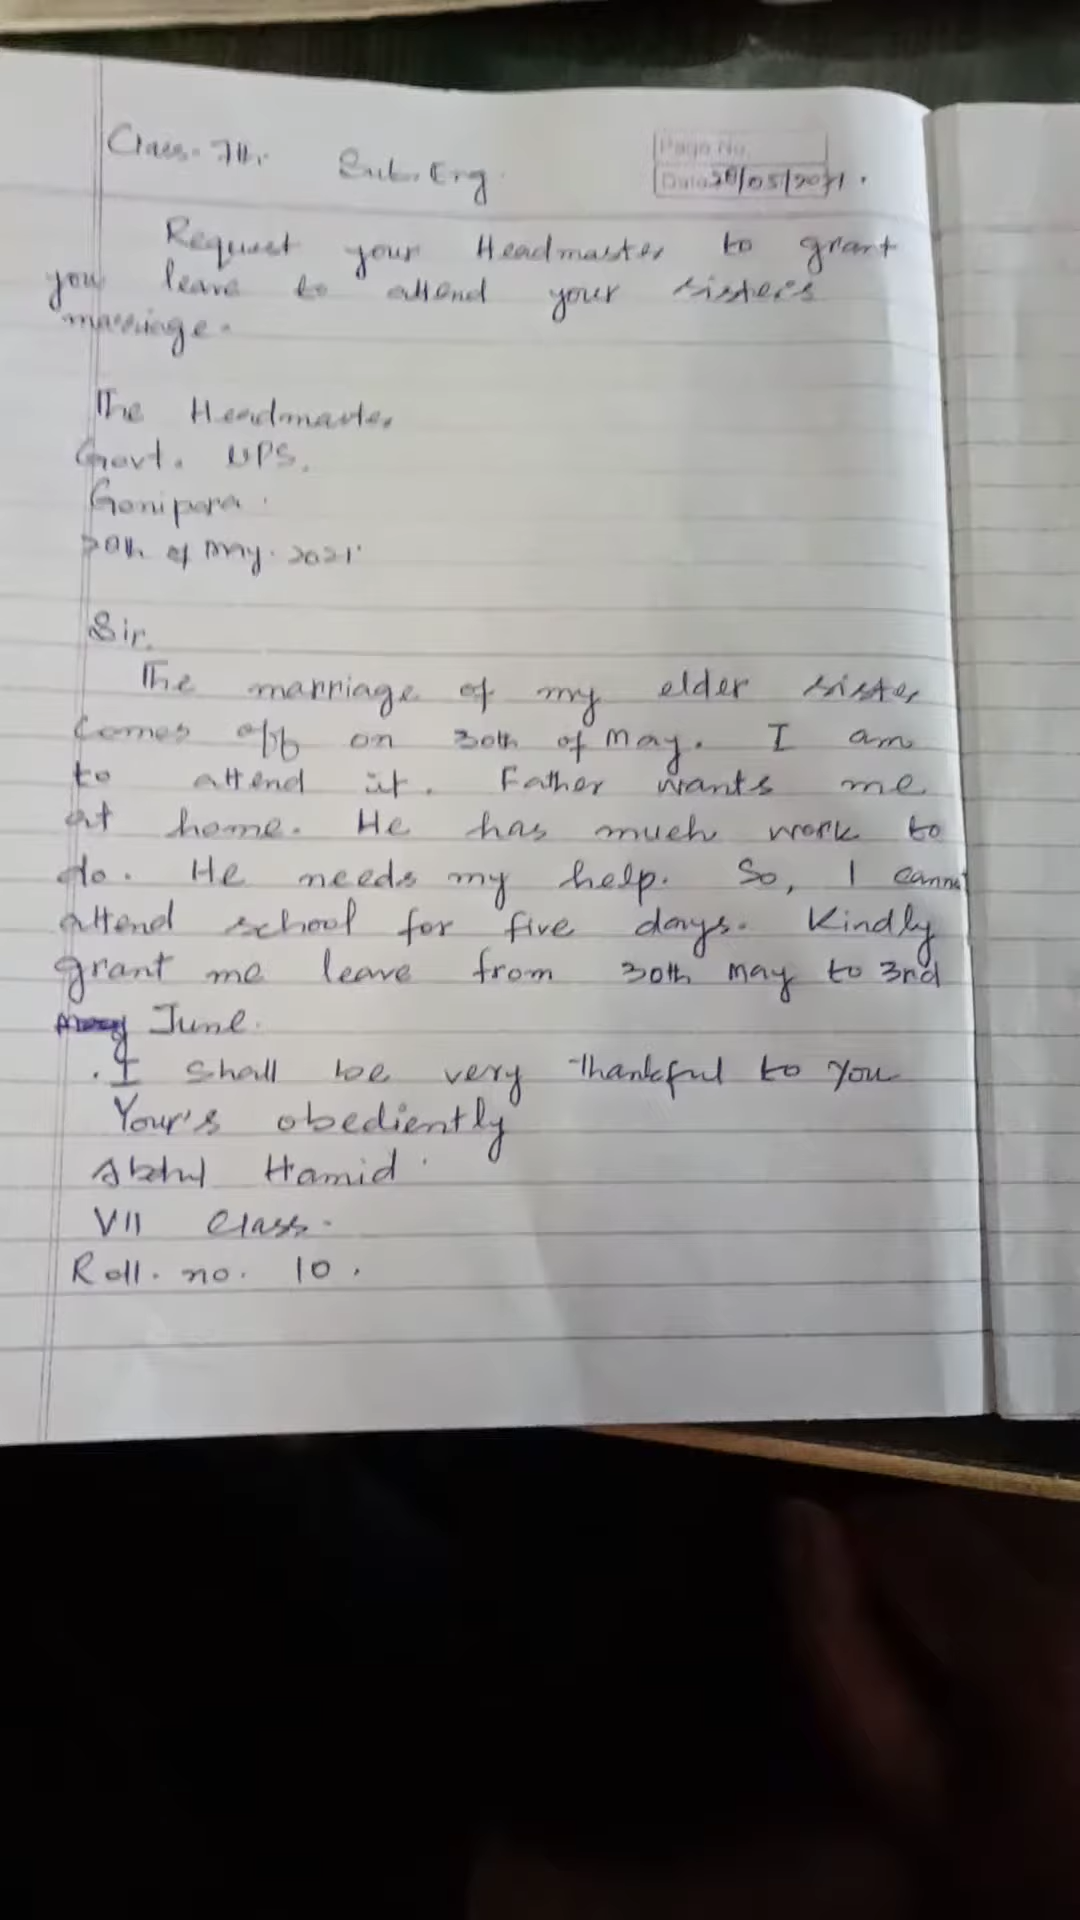 Class- 7th. Sub. Eng. Page No.
Date 20/05/2021.
Request your Headmaster to grant
you leave to attend your sisters
marriage.
The Headmaster
Govt. UPS.
Gonipora.
20th of May. 2021
Sir.
The marriage of my elder sister
comes off on 30th of May. I am
to attend it. Father wants me
at home. He has much work to
do. He needs my help. So, I cannot
attend school for five days. Kindly
grant me leave from 30th May to 3rd
June.
I shall be very thankful to you
Your's obediently
Abdul Hamid.
VII Class.
Roll. no. 10.